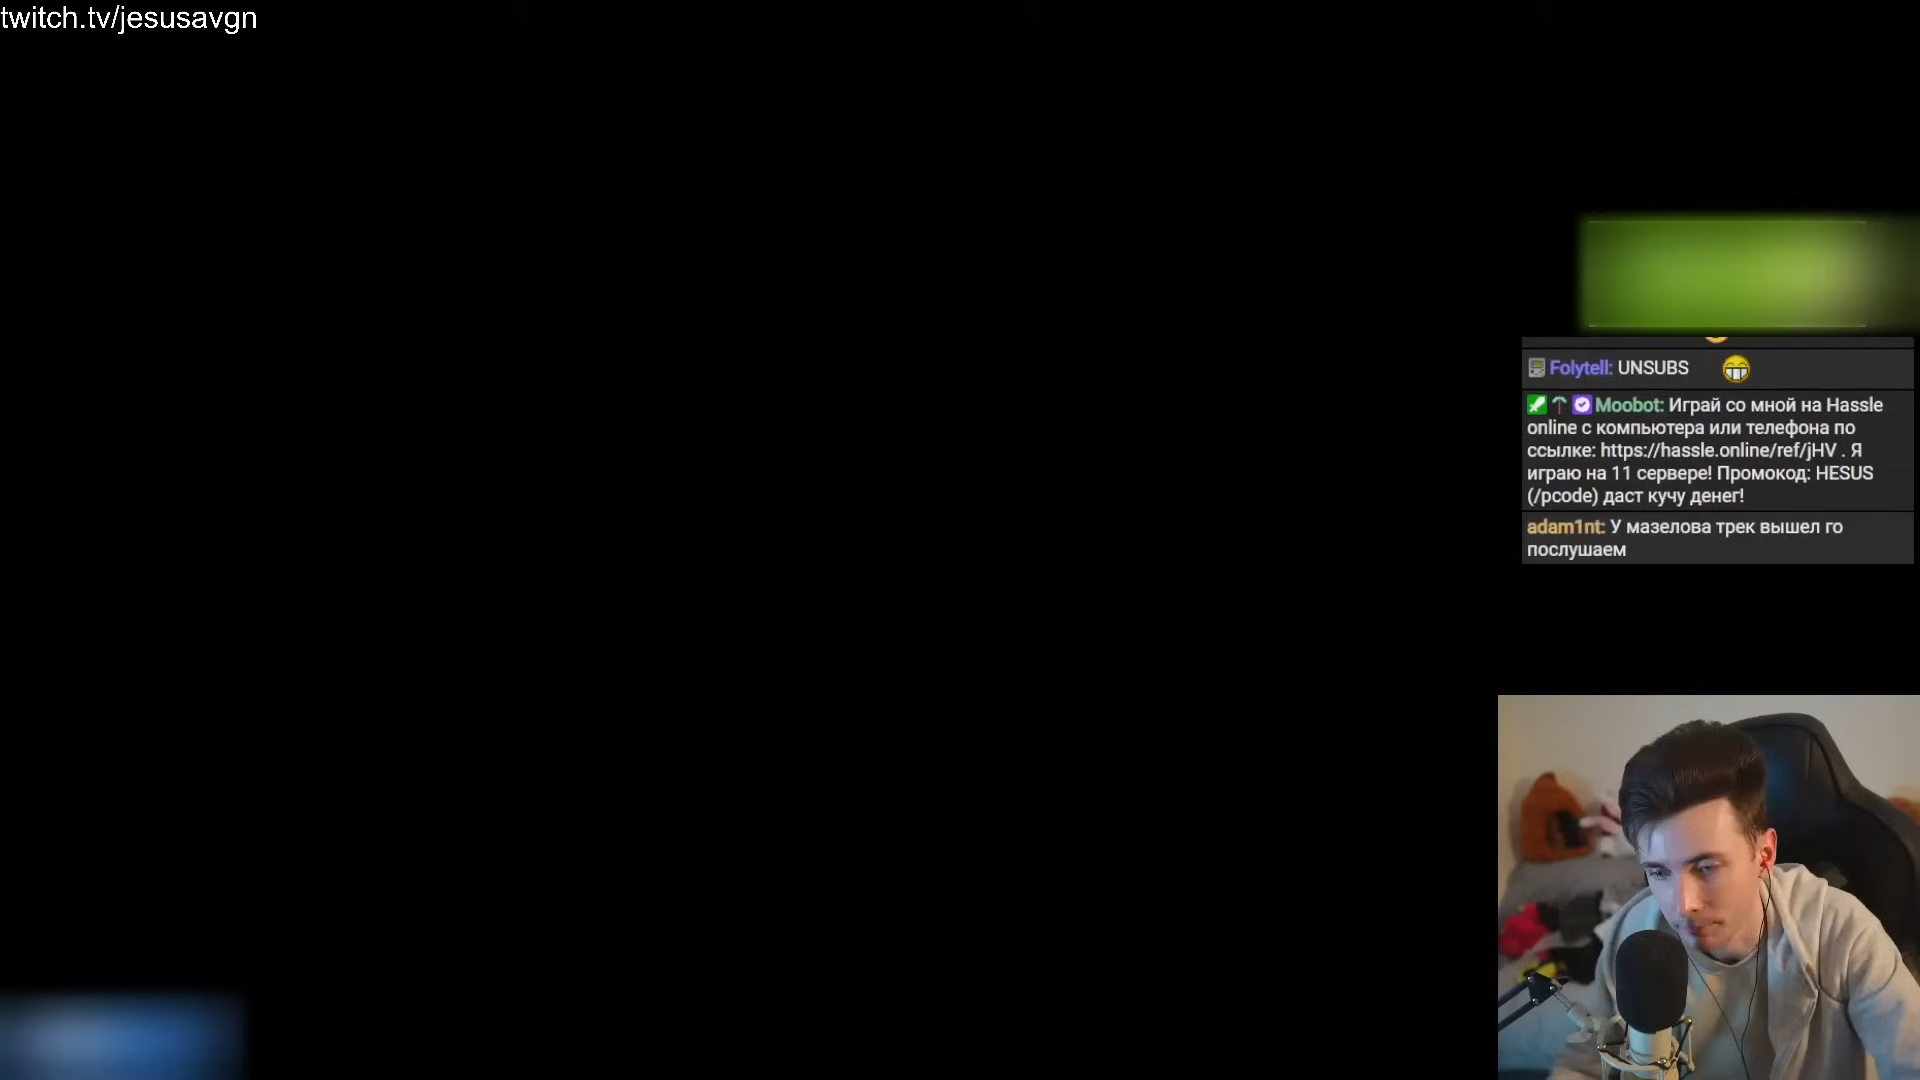 twitch.tv/jesusavgn
Folytell: UNSUBS
Moobot: Играй со мной на Hassle
online с компьютера или телефона по
ссылке: https://hassle.online/ref/jHV . Я
играю на 11 сервере! Промокод: HESUS
(/pcode) даст кучу денег!
adam1nt: У мазелова трек вышел го
послушаем